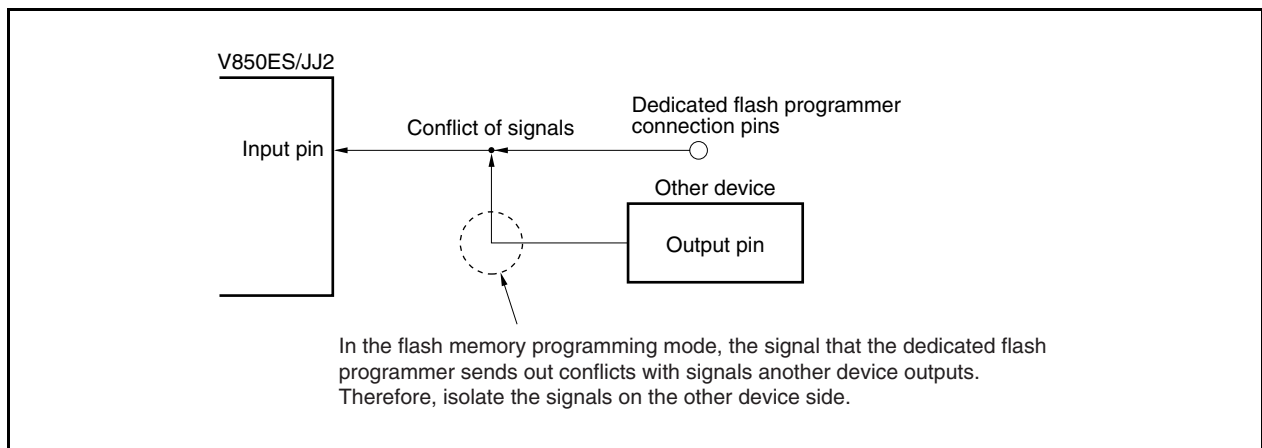 V850ES/JJ2
Dedicated flash programmer
connection pins
Conflict of signals
Input pin
Other device
Output pin
In the flash memory programming mode, the signal that the dedicated flash
programmer sends out conflicts with signals another device outputs.
Therefore, isolate the signals on the other device side.